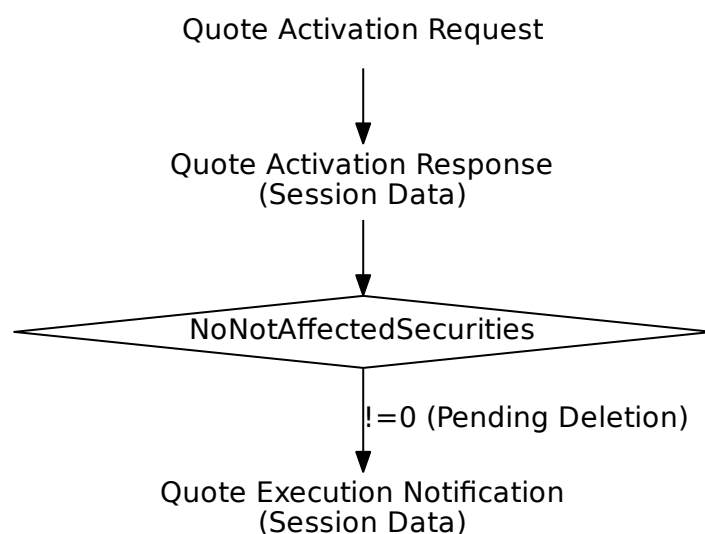 Quote Activation Request
Quote Activation Response
(Session Data)
NoNotAffectedSecurities
!=0 (Pending Deletion)
Quote Execution Notification
(Session Data)